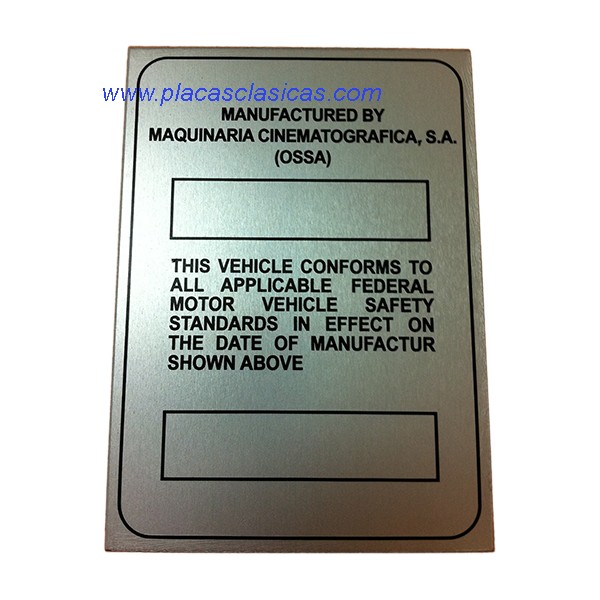 www.placasclasicas.com
MANUFACTURED BY
MAQUINARIA CINEMATOGRAFICA, S.A.
(OSSA)
THIS VEHICLE CONFORMS TO
ALL APPLICABLE FEDERAL
MOTOR VEHICLE SAFETY
STANDARDS IN EFFECT ON
THE DATE OF MANUFACTUR
SHOWN ABOVE